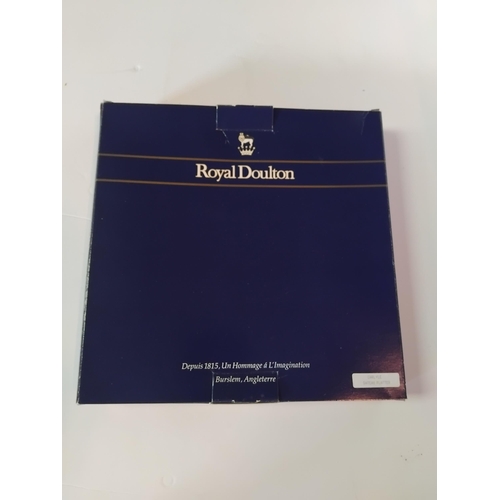 Royal Doulton
Depuis 1815, Un Hommage à L'Imagination
Burslem, Angleterre